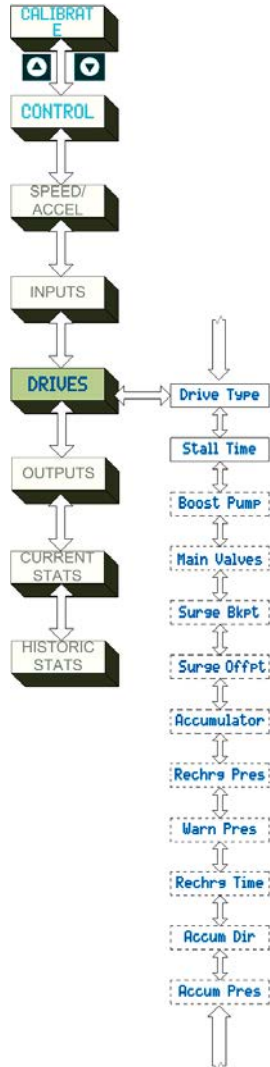 CALIBRAT
E
CONTROL
SPEED/
ACCEL
INPUTS
DRIVES
OUTPUTS
CURRENT
STATS
HISTORIC
STATS
Drive Type
Stall Time
Boost Pump
Main Valves
Surge Bkpt
Surge Offpt
Accumulator
Rechrg Pres
Warn Pres
Rechrg Time
Accum Dir
Accum Pres